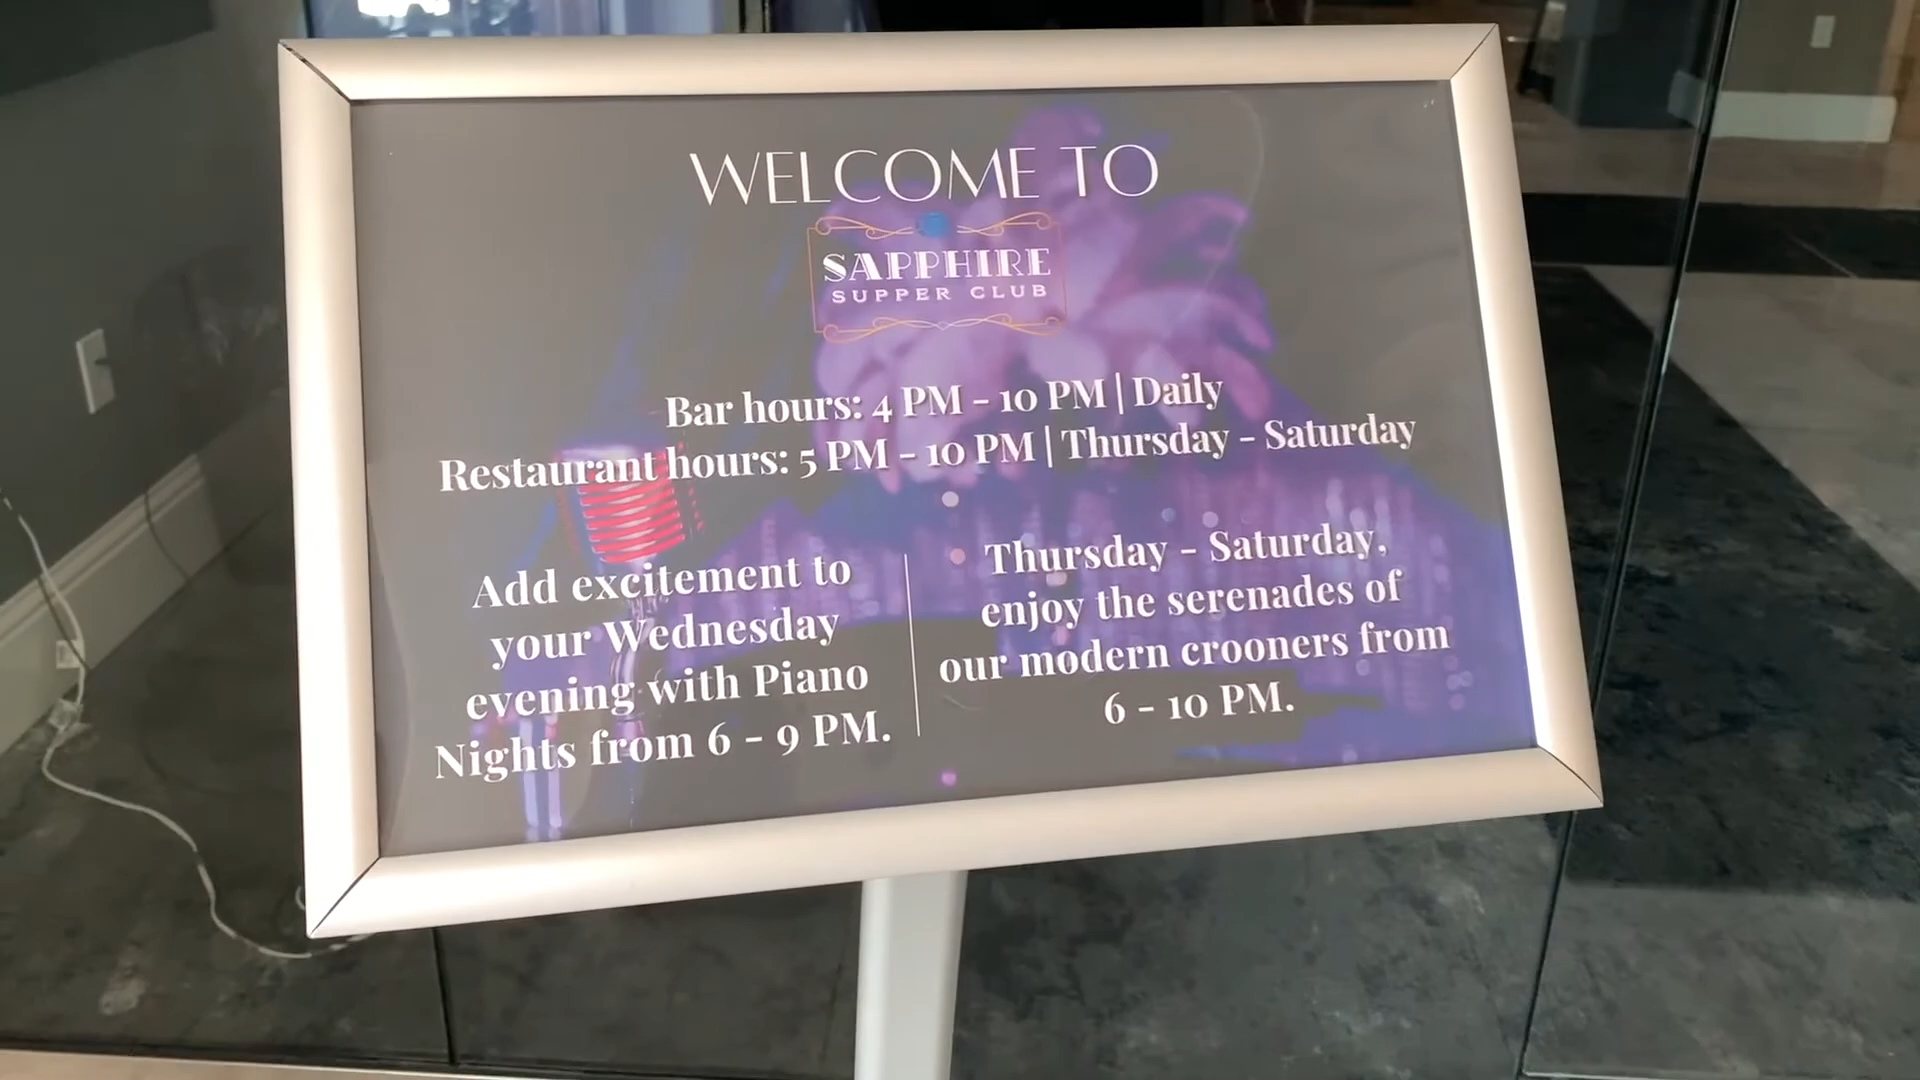 WELCOME TO
SAPPHIRE
SUPPER CLUB
Bar hours: 4 PM - 10 PM | Daily
Restaurant hours: 5 PM - 10 PM | Thursday - Saturday
Add excitement to
your Wednesday
evening with Piano
Nights from 6 - 9 PM.
Thursday - Saturday,
enjoy the serenades of
our modern crooners from
6 - 10 PM.